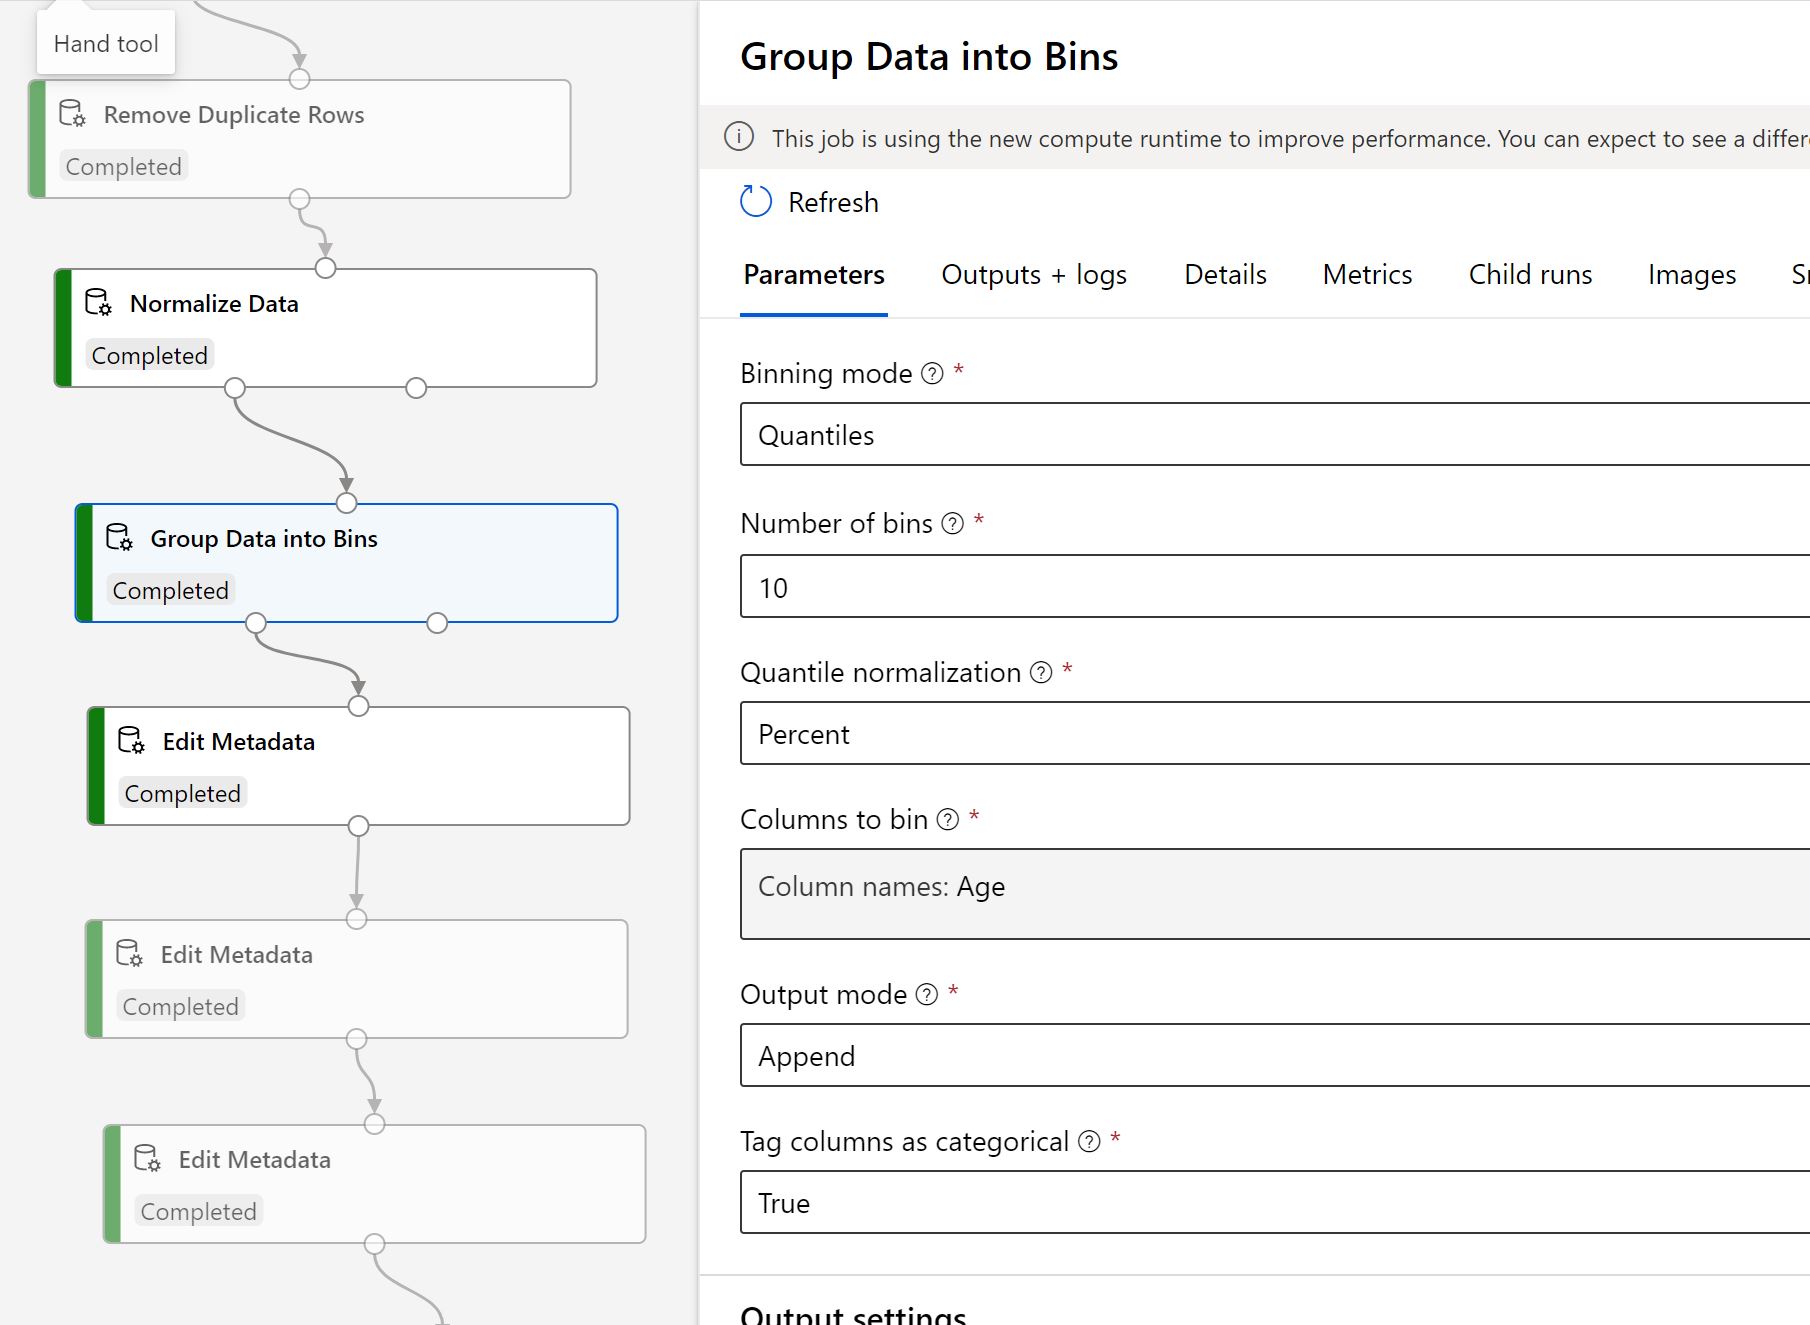 Hand tool
Remove Duplicate Rows
Completed
Normalize Data
Completed
Group Data into Bins
Completed
Edit Metadata
Completed
Edit Metadata
Completed
Edit Metadata
Completed
Group Data into Bins
This job is using the new compute runtime to improve performance. You can expect to see a differ
Refresh
Parameters Outputs + logs Details Metrics Child runs Images
Binning mode *
Quantiles
Number of bins *
10
Quantile normalization *
Percent
Columns to bin *
Column names: Age
Output mode *
Append
Tag columns as categorical *
True
Output settings